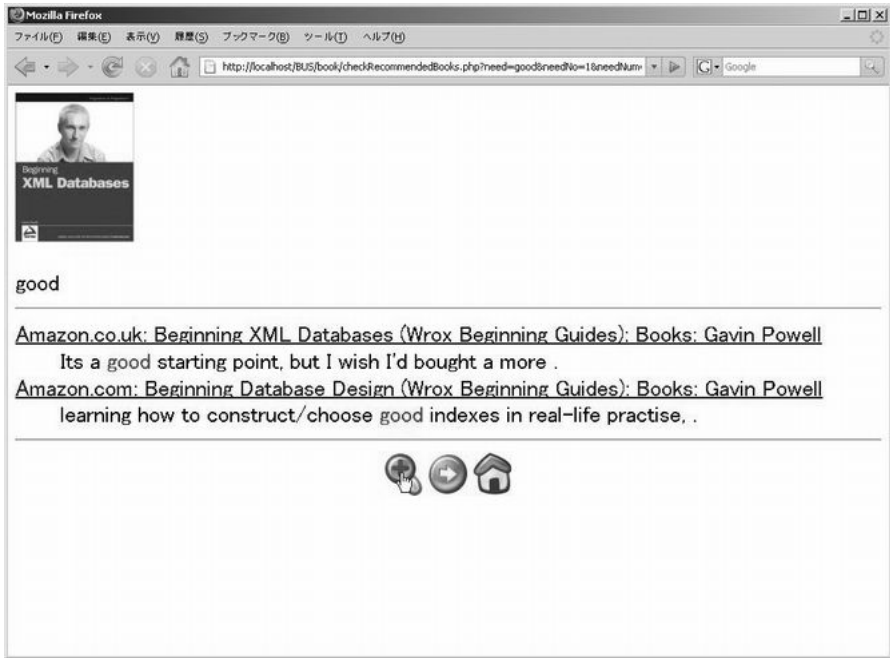 Mozilla Firefox
ファイル(F) 編集(E) 表示(V) 履歴(S) ブックマーク(B) ツール(T) ヘルプ(H)
http://localhost/BUS/book/checkRecommendedBooks.php?need=good&needNo=1&needNum
G Google
Beginning
XML Databases
good
Amazon.co.uk: Beginning XML Databases (Wrox Beginning Guides): Books: Gavin Powell
Its a good starting point, but I wish I'd bought a more .
Amazon.com: Beginning Database Design (Wrox Beginning Guides): Books: Gavin Powell
learning how to construct/choose good indexes in real-life practise, .